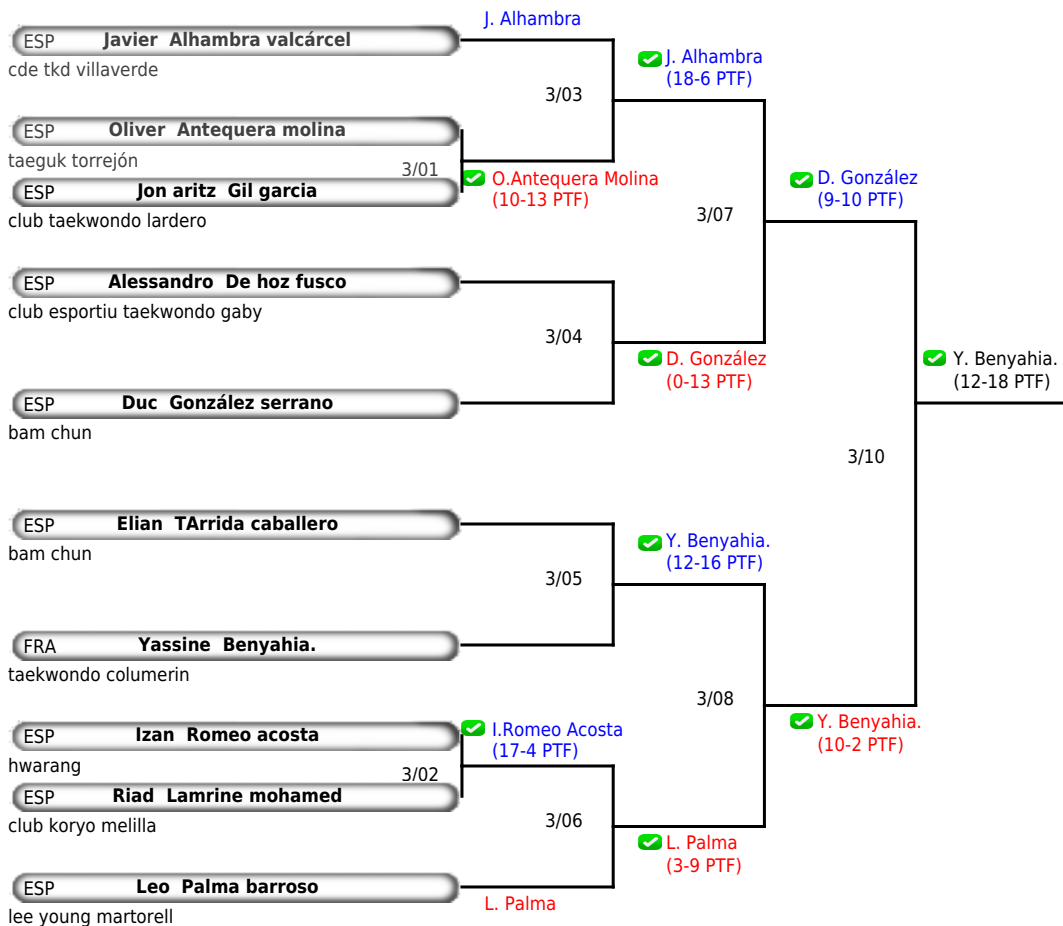 J. Alhambra
ESP Javier Alhambra valcárcel
cde tkd villaverde
J. Alhambra
(18-6 PTF)
3/03
ESP Oliver Antequera molina
taeguk torrejón
3/01
O.Antequera Molina
(10-13 PTF)
ESP Jon aritz Gil garcia
club taekwondo lardero
D. González
(9-10 PTF)
3/07
ESP Alessandro De hoz fusco
club esportiu taekwondo gaby
3/04
D. González
(0-13 PTF)
Y. Benyahia.
(12-18 PTF)
ESP Duc González serrano
bam chun
3/10
ESP Elian TArrida caballero
bam chun
Y. Benyahia.
(12-16 PTF)
3/05
FRA Yassine Benyahia.
taekwondo columerin
3/08
Y. Benyahia.
(10-2 PTF)
ESP Izan Romeo acosta
hwarang
I.Romeo Acosta
(17-4 PTF)
3/02
ESP Riad Lamrine mohamed
club koryo melilla
3/06
L. Palma
(3-9 PTF)
ESP Leo Palma barroso
lee young martorell
L. Palma